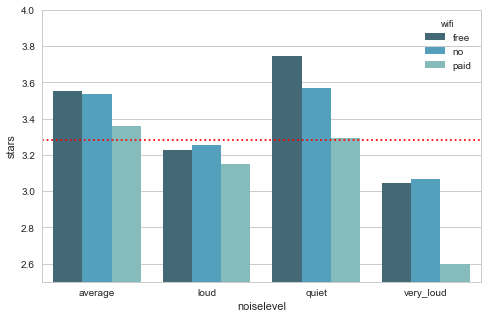 4.0
3.8
3.6
3.4
3.2
3.0
2.8
2.6
stars
wifi
free
no
paid
average
loud
quiet
very_loud
noiselevel